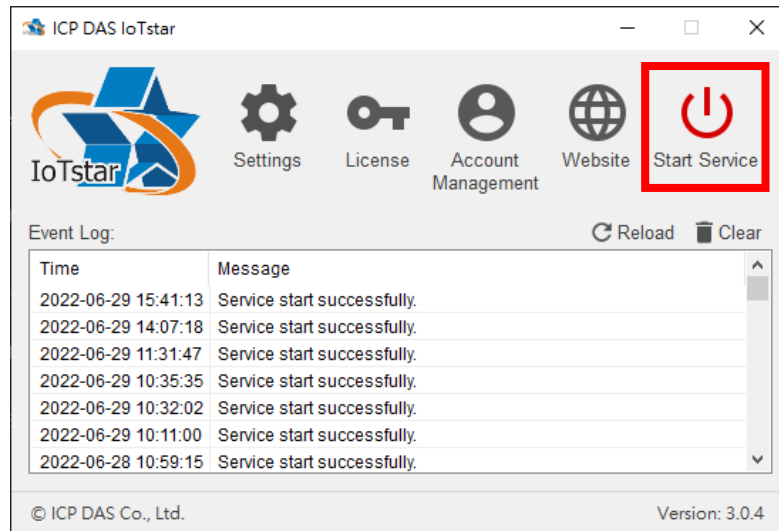 ICP DAS IoTstar
IoTstar
Settings
License
Account
Management
Website
Start Service
Event Log:
Reload
Clear
Time Message
2022-06-29 15:41:13 Service start successfully.
2022-06-29 14:07:18 Service start successfully.
2022-06-29 11:31:47 Service start successfully.
2022-06-29 10:35:35 Service start successfully.
2022-06-29 10:32:02 Service start successfully.
2022-06-29 10:11:00 Service start successfully.
2022-06-28 10:59:15 Service start successfully.
© ICP DAS Co., Ltd.
Version: 3.0.4